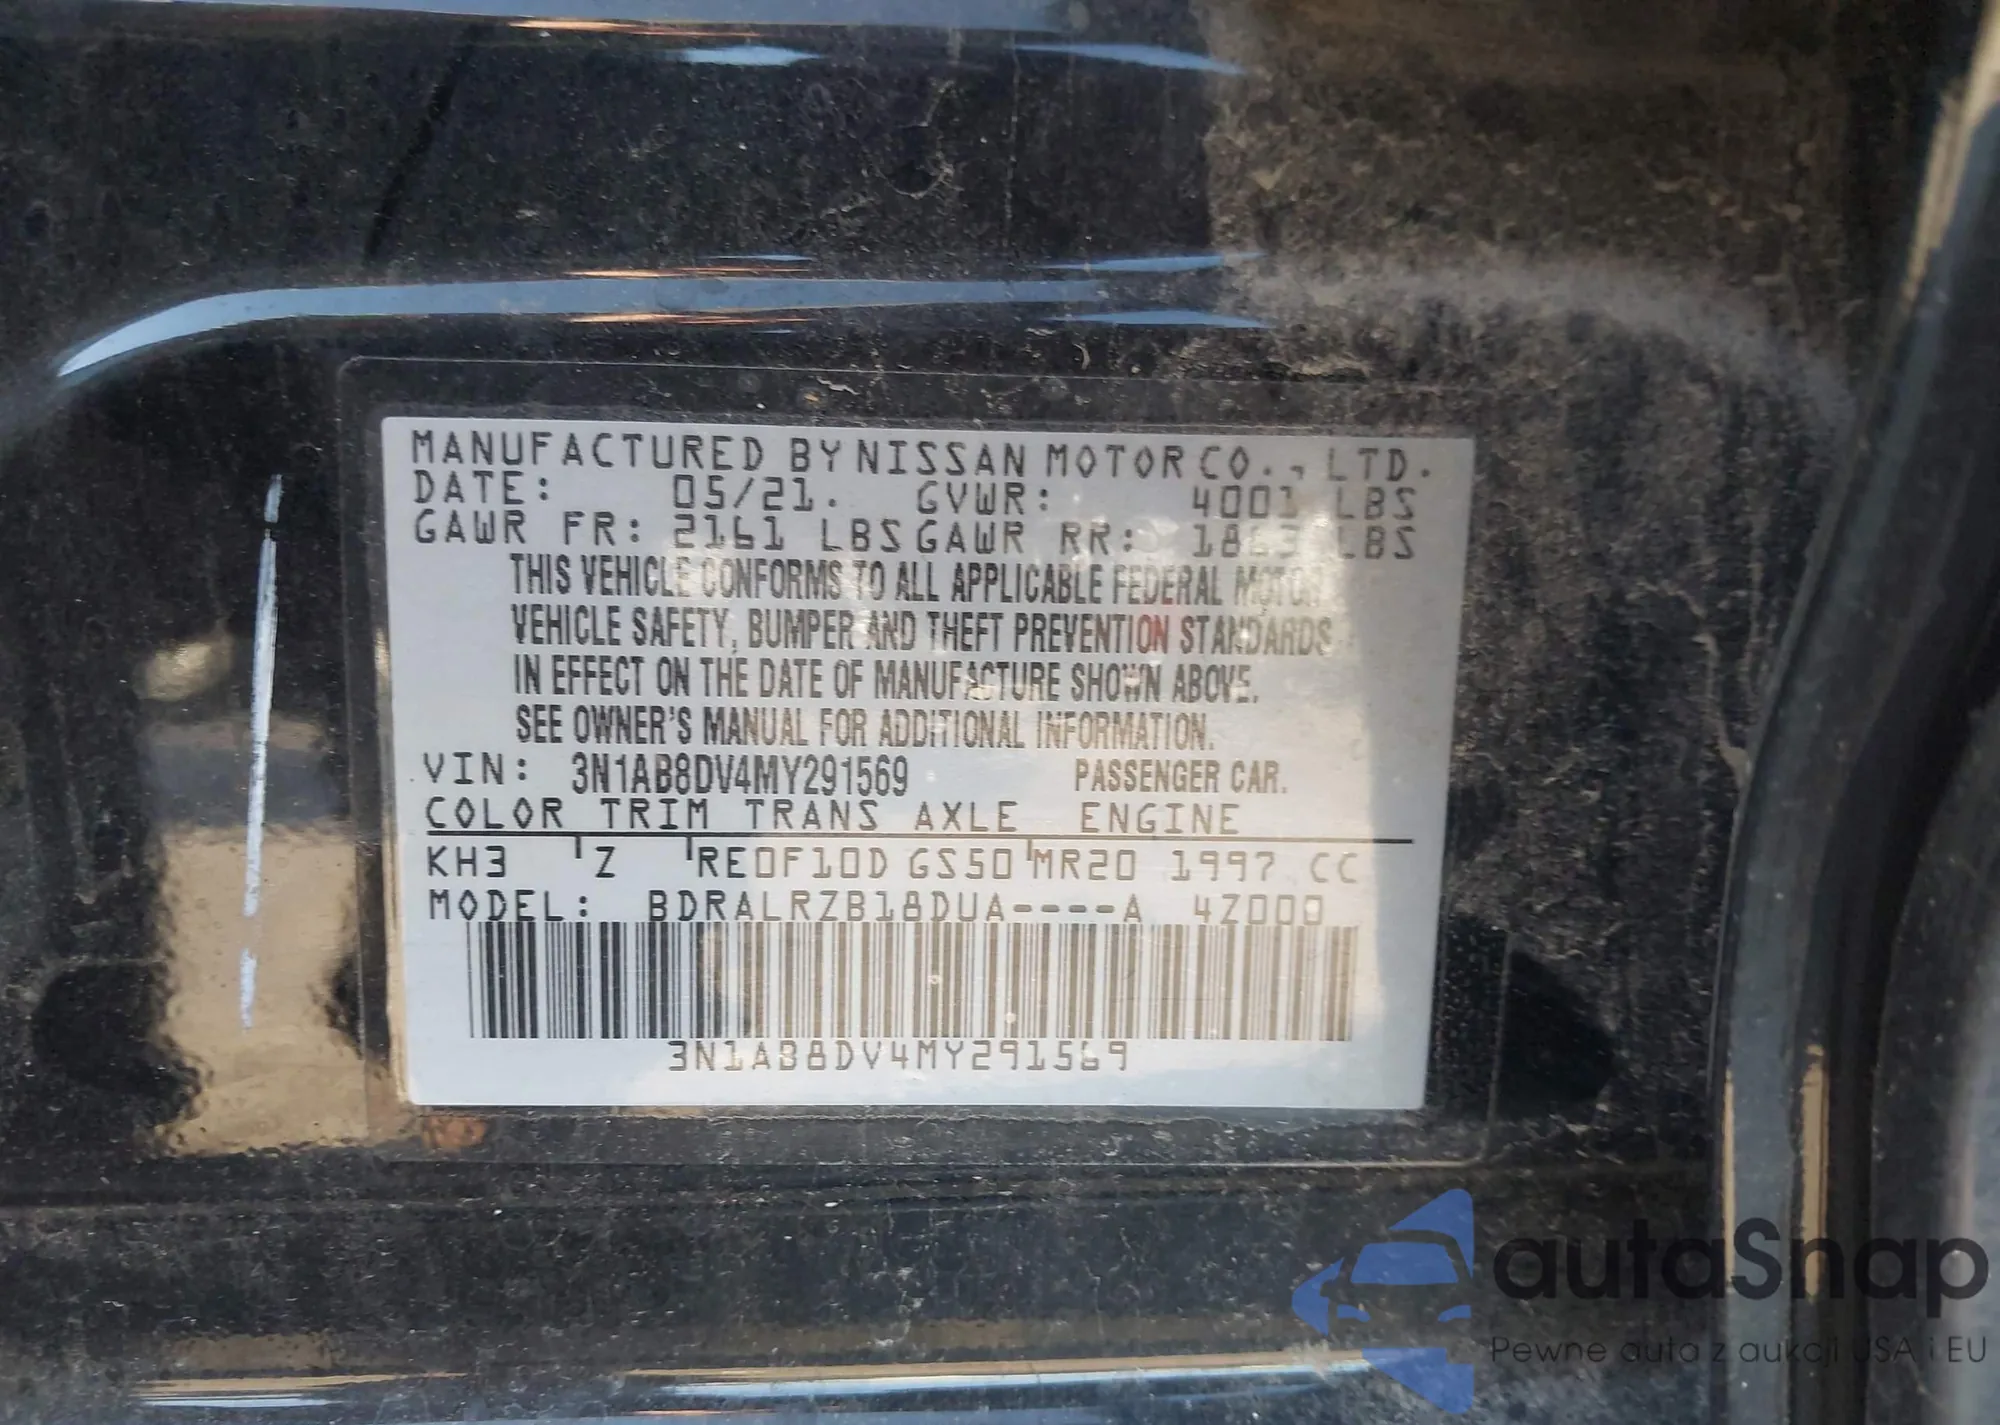 MANUFACTURED BY NISSAN MOTOR CO., LTD.
DATE: 05/21. GVWR: 4001 LBS
GAWR FR: 2161 LBS GAWR RR: 1863 LBS
THIS VEHICLE CONFORMS TO ALL APPLICABLE FEDERAL MOTOR
VEHICLE SAFETY, BUMPER AND THEFT PREVENTION STANDARDS
IN EFFECT ON THE DATE OF MANUFACTURE SHOWN ABOVE.
SEE OWNER'S MANUAL FOR ADDITIONAL INFORMATION.
VIN: 3N1AB8DV4MY291569 PASSENGER CAR.
COLOR TRIM TRANS AXLE ENGINE
KH3 Z RE0F10D GS50 MR20 1997 CC
MODEL: BDRALRZB18DUA----A 4Z000
3N1AB8DV4MY291569
autaSnap
Pewne auta z aukcji USA i EU